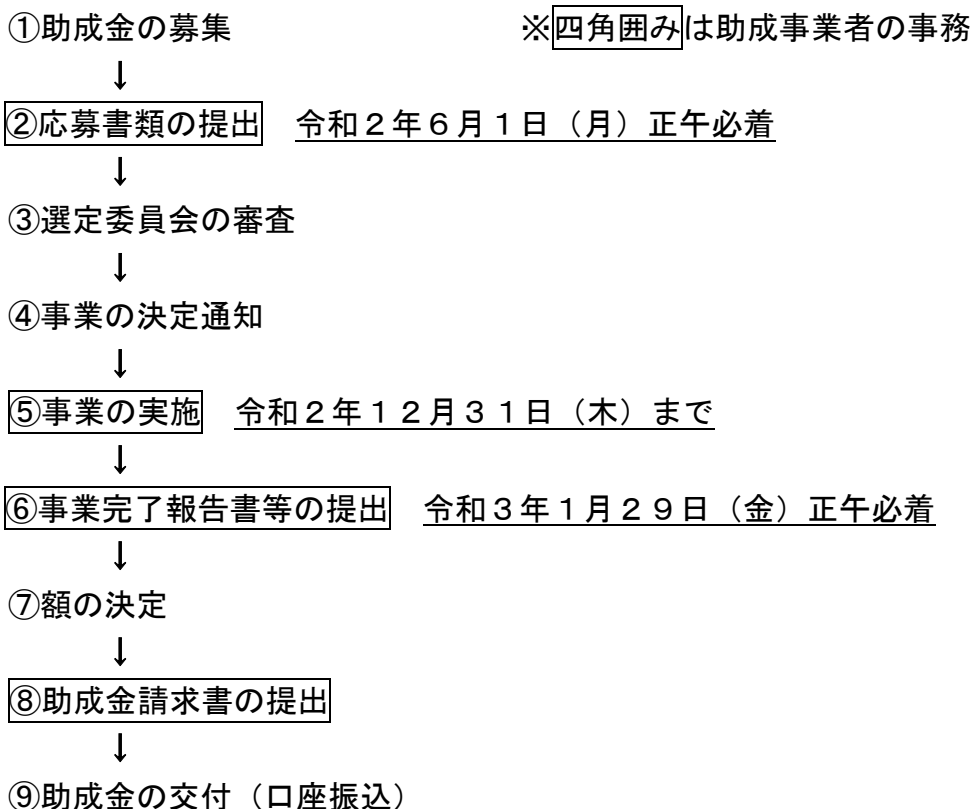 ①助成金の募集　※四角囲みは助成事業者の事務
↓
②応募書類の提出　令和２年６月１日（月）正午必着
↓
③選定委員会の審査
↓
④事業の決定通知
↓
⑤事業の実施　令和２年１２月３１日（木）まで
↓
⑥事業完了報告書等の提出　令和３年１月２９日（金）正午必着
↓
⑦額の決定
↓
⑧助成金請求書の提出
↓
⑨助成金の交付（口座振込）